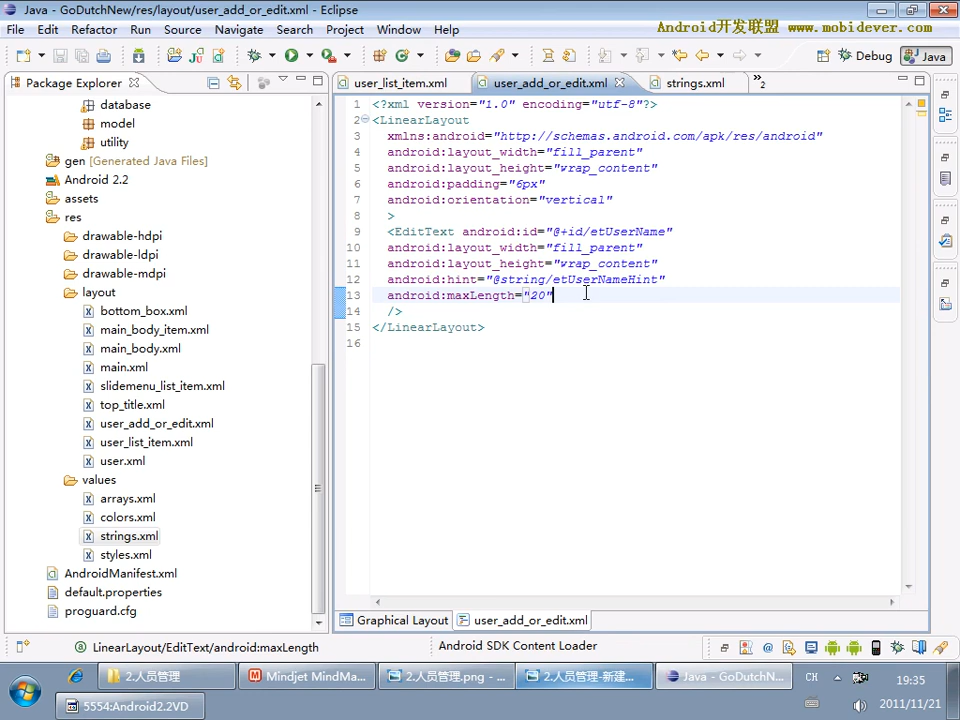 Java - GoDutchNew/res/layout/user_add_or_edit.xml - Eclipse
File Edit Refactor Run Source Navigate Search Project Window Help
Android开发联盟 www.mobidever.com
Debug Java
Package Explorer
user_list_item.xml user_add_or_edit.xml strings.xml »2
database
model
utility
gen [Generated Java Files]
Android 2.2
assets
res
drawable-hdpi
drawable-ldpi
drawable-mdpi
layout
bottom_box.xml
main_body_item.xml
main_body.xml
main.xml
slidemenu_list_item.xml
top_title.xml
user_add_or_edit.xml
user_list_item.xml
user.xml
values
arrays.xml
colors.xml
strings.xml
styles.xml
AndroidManifest.xml
default.properties
proguard.cfg
1 <?xml version="1.0" encoding="utf-8"?>
2 <LinearLayout
3 xmlns:android="http://schemas.android.com/apk/res/android"
4 android:layout_width="fill_parent"
5 android:layout_height="wrap_content"
6 android:padding="6px"
7 android:orientation="vertical"
8 >
9 <EditText android:id="@+id/etUserName"
10 android:layout_width="fill_parent"
11 android:layout_height="wrap_content"
12 android:hint="@string/etUserNameHint"
13 android:maxLength="20"
14 />
15 </LinearLayout>
16
Graphical Layout user_add_or_edit.xml
LinearLayout/EditText/android:maxLength
Android SDK Content Loader
2.人员管理
Mindjet MindMa...
2.人员管理.png - ...
2.人员管理-新建...
Java - GoDutchN...
CH
19:35
5554:Android2.2VD
2011/11/21